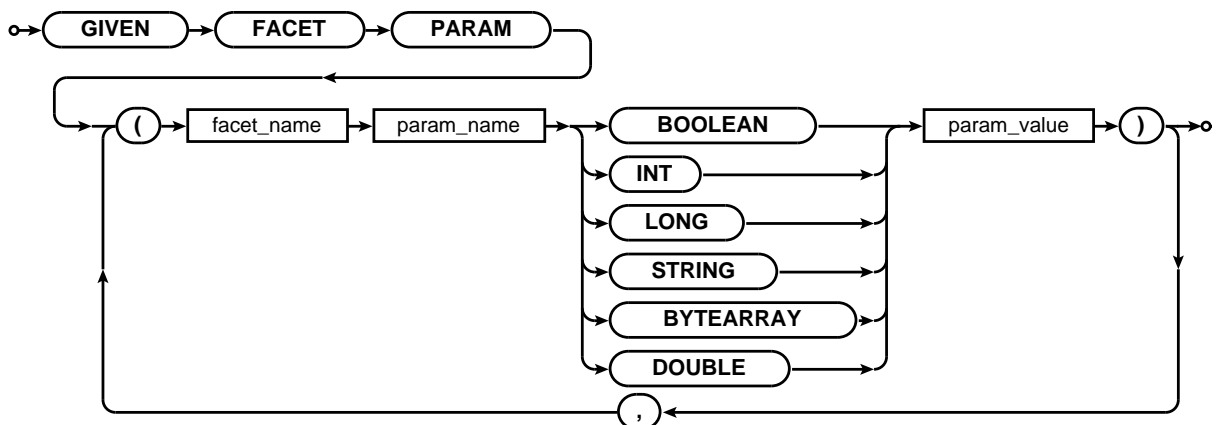 GIVEN FACET PARAM
( facet_name param_name BOOLEAN param_value )
INT
LONG
STRING
BYTEARRAY
DOUBLE
,